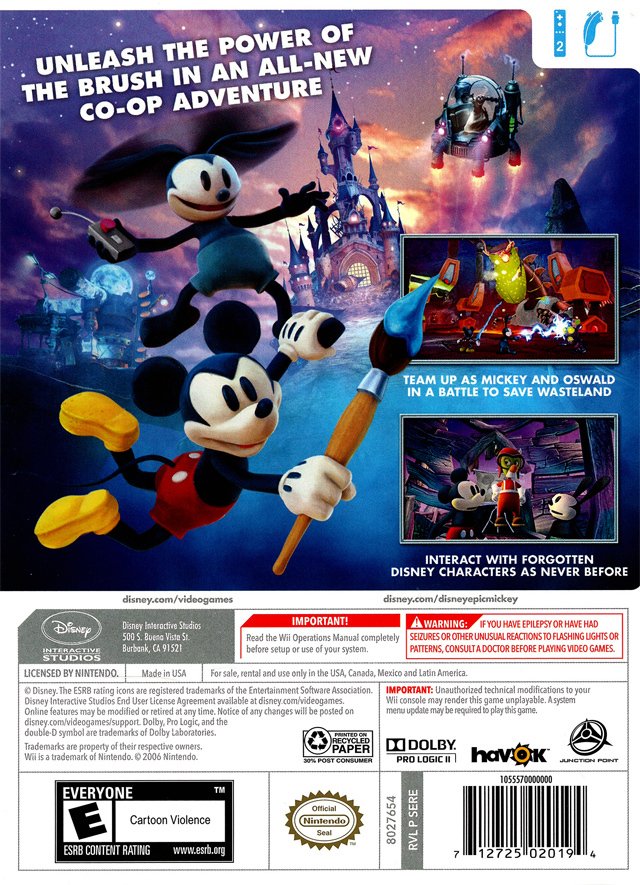 UNLEASH THE POWER OF
THE BRUSH IN AN ALL-NEW
CO-OP ADVENTURE
2
TEAM UP AS MICKEY AND OSWALD
IN A BATTLE TO SAVE WASTELAND
INTERACT WITH FORGOTTEN
DISNEY CHARACTERS AS NEVER BEFORE
disney.com/videogames
disney.com/disneyepicmickey
Disney
INTERACTIVE
STUDIOS
Disney Interactive Studios
500 S. Buena Vista St.
Burbank, CA 91521
IMPORTANT!
Read the Wii Operations Manual completely
before setup or use of your system.
WARNING: IF YOU HAVE EPILEPSY OR HAVE HAD
SEIZURES OR OTHER UNUSUAL REACTIONS TO FLASHING LIGHTS OR
PATTERNS, CONSULT A DOCTOR BEFORE PLAYING VIDEO GAMES.
LICENSED BY NINTENDO.
Made in USA
For sale, rental and use only in the USA, Canada, Mexico and Latin America.
© Disney. The ESRB rating icons are registered trademarks of the Entertainment Software Association.
Disney Interactive Studios End User License Agreement available at disney.com/videogames.
Online features may be modified or retired at any time. Notice of any changes will be posted on
disney.com/videogames/support. Dolby, Pro Logic, and the
double-D symbol are trademarks of Dolby Laboratories.
Trademarks are property of their respective owners.
Wii is a trademark of Nintendo. © 2006 Nintendo.
PRINTED ON
RECYCLED
PAPER
30% POST CONSUMER
IMPORTANT: Unauthorized technical modifications to your
Wii console may render this game unplayable. A system
menu update may be required to play this game.
DOLBY
PRO LOGIC II
havok
JUNCTION POINT
EVERYONE
TM
E
Cartoon Violence
ESRB CONTENT RATING
www.esrb.org
Official
Nintendo
Seal
8027654
RVL P SERE
1055570000000
7 12725 02019 4